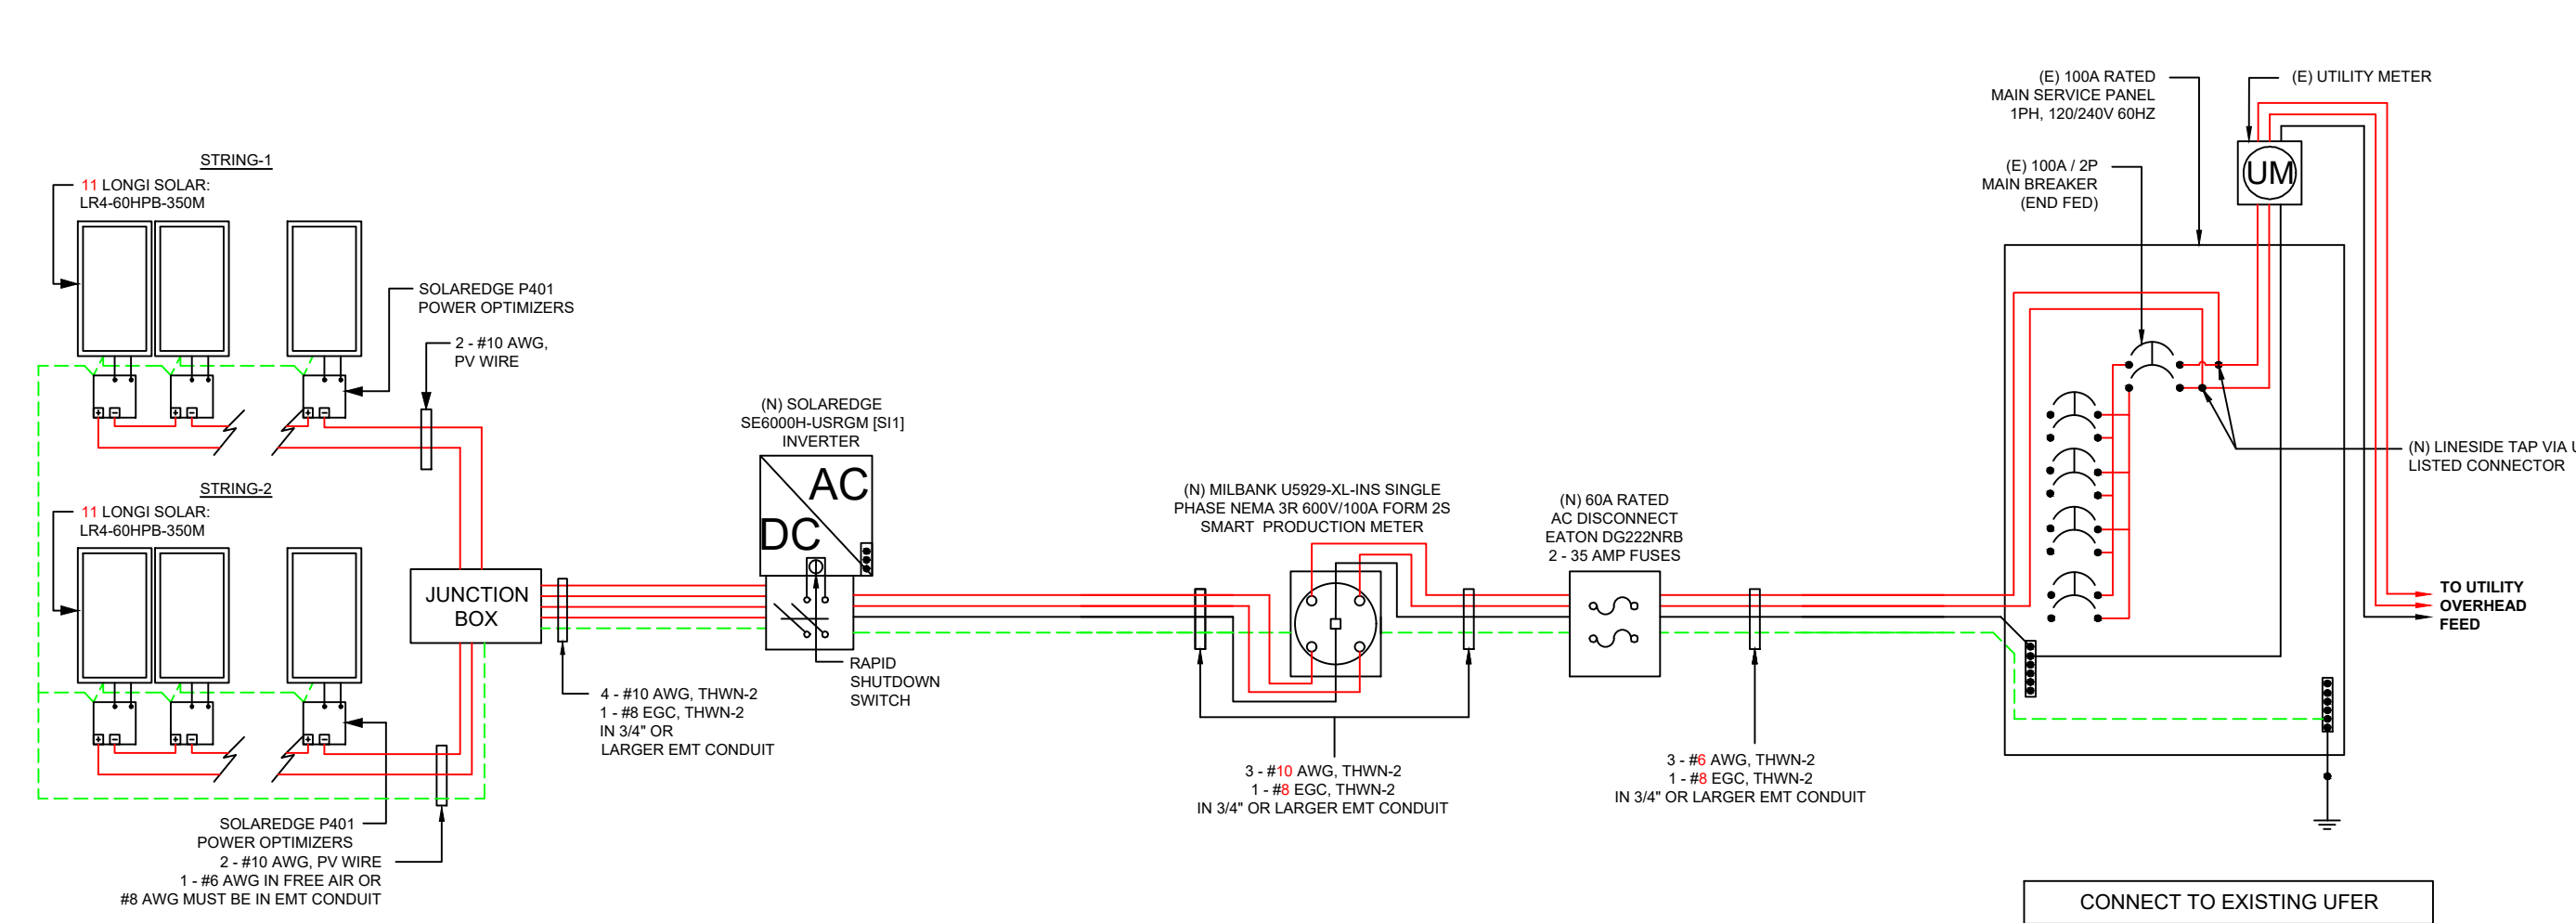 STRING-1
11 LONGI SOLAR:
LR4-60HPB-350M
SOLAREDGE P401
POWER OPTIMIZERS
2 - #10 AWG,
PV WIRE
STRING-2
11 LONGI SOLAR:
LR4-60HPB-350M
SOLAREDGE P401
POWER OPTIMIZERS
2 - #10 AWG, PV WIRE
1 - #6 AWG IN FREE AIR OR
#8 AWG MUST BE IN EMT CONDUIT
JUNCTION
BOX
4 - #10 AWG, THWN-2
1 - #8 EGC, THWN-2
IN 3/4" OR
LARGER EMT CONDUIT
(N) SOLAREDGE
SE6000H-USRGM [SI1]
INVERTER
AC
DC
RAPID
SHUTDOWN
SWITCH
(N) MILBANK U5929-XL-INS SINGLE
PHASE NEMA 3R 600V/100A FORM 2S
SMART PRODUCTION METER
3 - #10 AWG, THWN-2
1 - #8 EGC, THWN-2
IN 3/4" OR LARGER EMT CONDUIT
(N) 60A RATED
AC DISCONNECT
EATON DG222NRB
2 - 35 AMP FUSES
3 - #6 AWG, THWN-2
1 - #8 EGC, THWN-2
IN 3/4" OR LARGER EMT CONDUIT
(E) 100A RATED
MAIN SERVICE PANEL
1PH, 120/240V 60HZ
(E) UTILITY METER
(E) 100A / 2P
MAIN BREAKER
(END FED)
UM
(N) LINESIDE TAP VIA
LISTED CONNECTOR
TO UTILITY
OVERHEAD
FEED
CONNECT TO EXISTING UFER